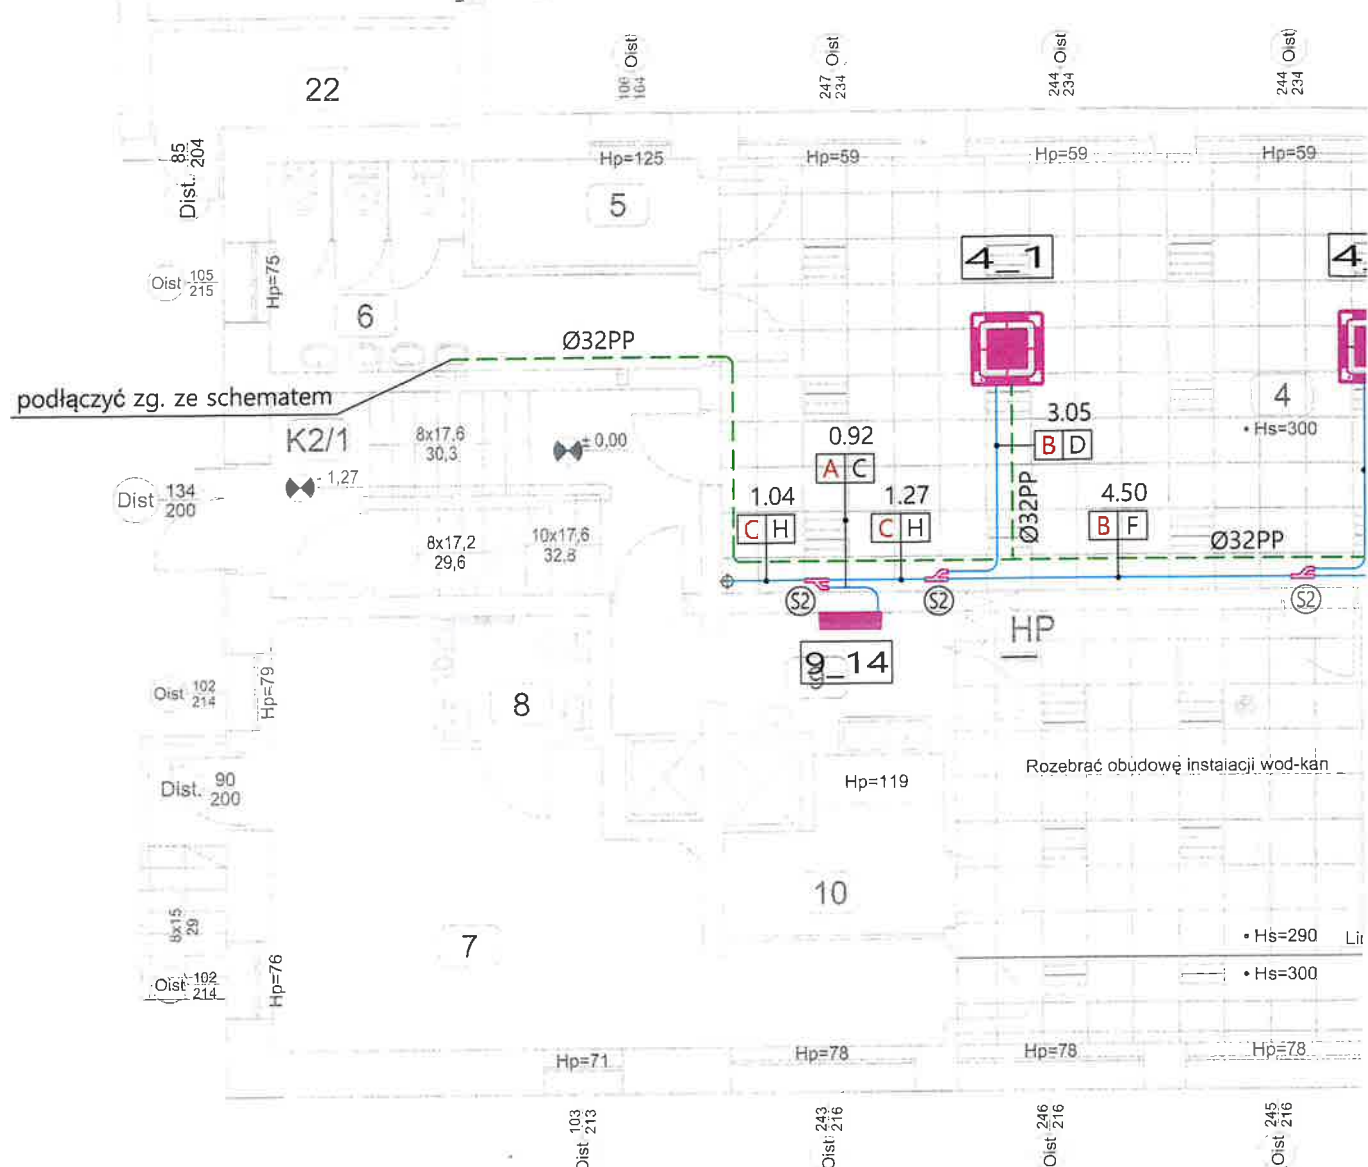 22
Oist
247 Oist
234
244 Oist
234
244 Oist
234
85
204
Dist.
Hp=125
Hp=59
Hp=59
Hp=59
5
4_1
4
Oist 105
215
Hp=75
6
Ø32PP
podłączyć zg. ze schematem
K2/1
8x17,6
30,3
± 0,00
- 1,27
0.92
A C
3.05
B D
4
• Hs=300
Dist 134
200
1.04
C H
1.27
C H
Ø32PP
4.50
B F
Ø32PP
8x17,2
29,6
10x17,6
32,8
S2
S2
S2
HP
9_14
Oist 102
214
Hp=79
8
Rozebrać obudowę instalacji wod-kan
Hp=119
Dist. 90
200
10
8x15
29
7
• Hs=290
• Hs=300
Oist 102
214
Hp=76
Hp=71
Hp=78
Hp=78
Hp=78
Oist 103
213
Oist 243
216
Oist 246
216
Oist 245
216